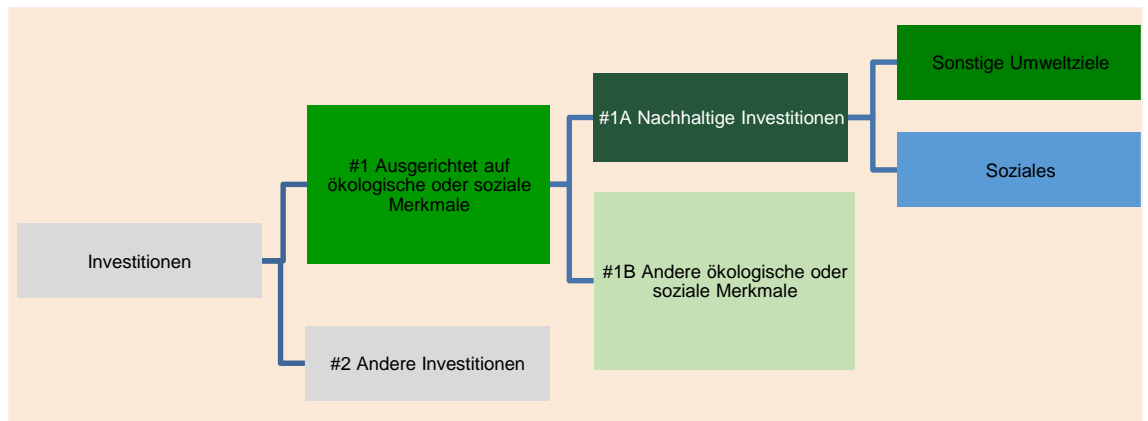 Investitionen
#1 Ausgerichtet auf
ökologische oder soziale
Merkmale
#2 Andere Investitionen
#1A Nachhaltige Investitionen
#1B Andere ökologische oder
soziale Merkmale
Sonstige Umweltziele
Soziales